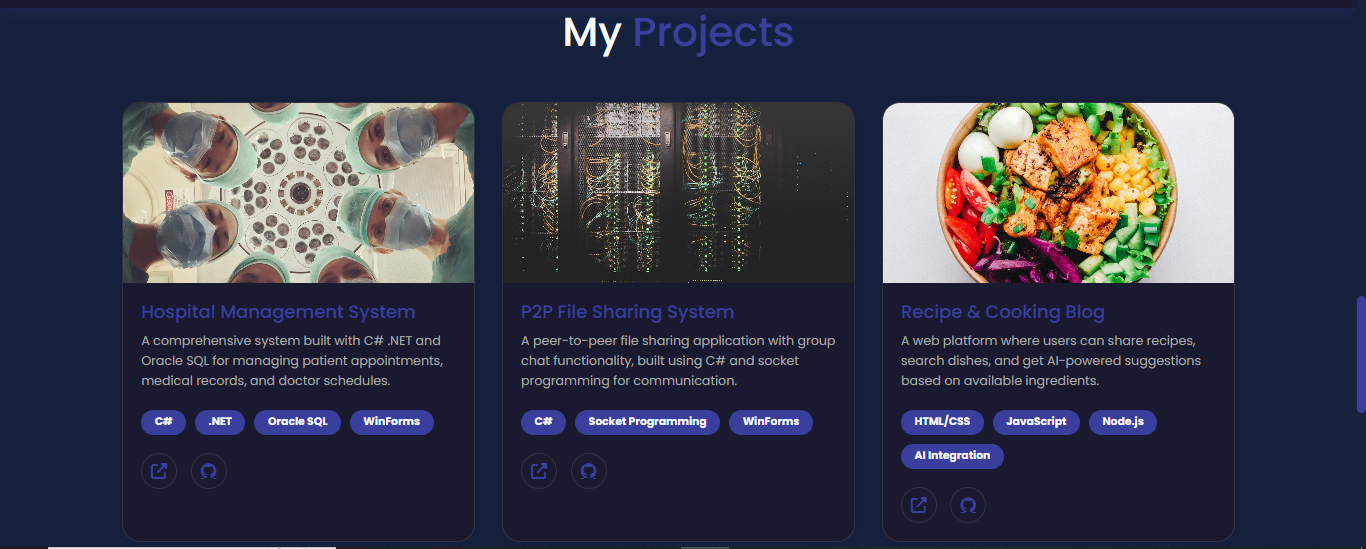 My Projects
Hospital Management System
A comprehensive system built with C# .NET and
Oracle SQL for managing patient appointments,
medical records, and doctor schedules.
C# .NET Oracle SQL WinForms
P2P File Sharing System
A peer-to-peer file sharing application with group
chat functionality, built using C# and socket
programming for communication.
C# Socket Programming WinForms
Recipe & Cooking Blog
A web platform where users can share recipes,
search dishes, and get AI-powered suggestions
based on available ingredients.
HTML/CSS JavaScript Node.js
AI Integration